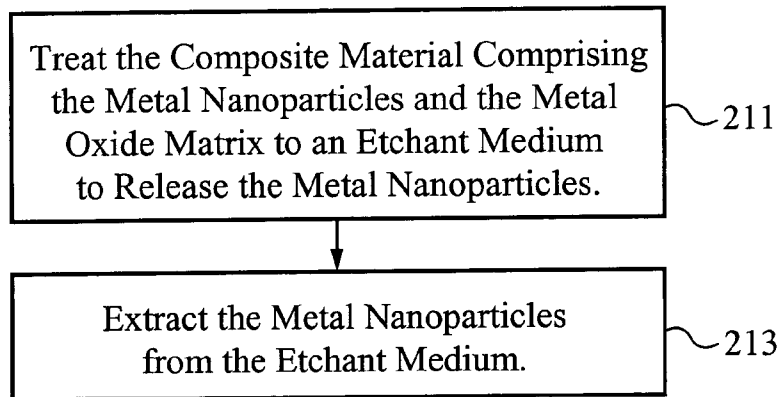 Treat the Composite Material Comprising
the Metal Nanoparticles and the Metal
Oxide Matrix to an Etchant Medium
to Release the Metal Nanoparticles.
211
Extract the Metal Nanoparticles
from the Etchant Medium.
213